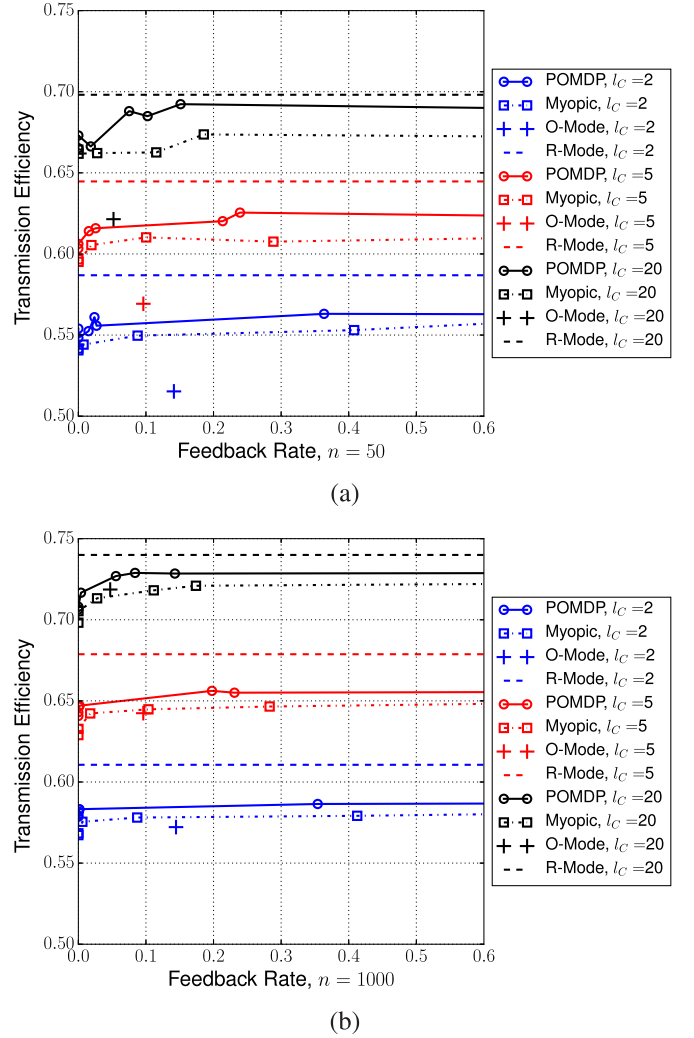 0.75
0.70
0.65
0.60
0.55
0.50
Transmission Efficiency
0.0 0.1 0.2 0.3 0.4 0.5 0.6
Feedback Rate, n = 50
POMDP, l_C =2
Myopic, l_C =2
O-Mode, l_C =2
R-Mode, l_C =2
POMDP, l_C =5
Myopic, l_C =5
O-Mode, l_C =5
R-Mode, l_C =5
POMDP, l_C =20
Myopic, l_C =20
O-Mode, l_C =20
R-Mode, l_C =20
(a)
0.75
0.70
0.65
0.60
0.55
0.50
Transmission Efficiency
0.0 0.1 0.2 0.3 0.4 0.5 0.6
Feedback Rate, n = 1000
POMDP, l_C =2
Myopic, l_C =2
O-Mode, l_C =2
R-Mode, l_C =2
POMDP, l_C =5
Myopic, l_C =5
O-Mode, l_C =5
R-Mode, l_C =5
POMDP, l_C =20
Myopic, l_C =20
O-Mode, l_C =20
R-Mode, l_C =20
(b)